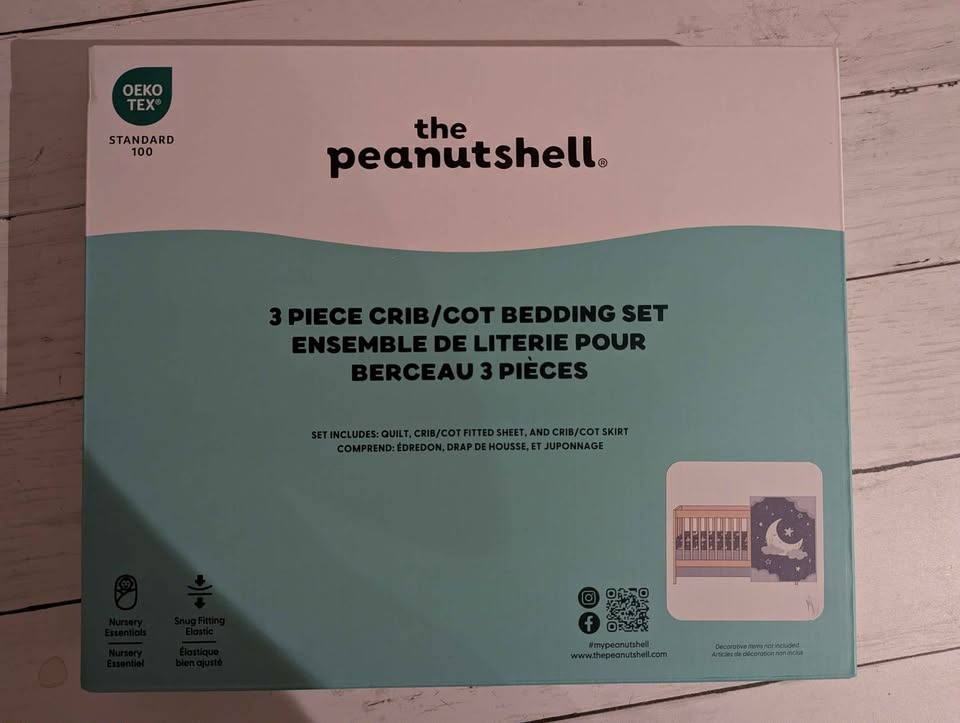 OEKO
TEX®
STANDARD
100
the
peanutshell®
3 PIECE CRIB/COT BEDDING SET
ENSEMBLE DE LITERIE POUR
BERCEAU 3 PIÈCES
SET INCLUDES: QUILT, CRIB/COT FITTED SHEET, AND CRIB/COT SKIRT
COMPREND: ÉDREDON, DRAP DE HOUSSE, ET JUPONNAGE
Nursery
Essentials
Nursery
Essentiel
Snug Fitting
Elastic
Élastique
bien ajusté
#mypeanutshell
www.thepeanutshell.com
Decorative items not included.
Articles de décoration non inclus